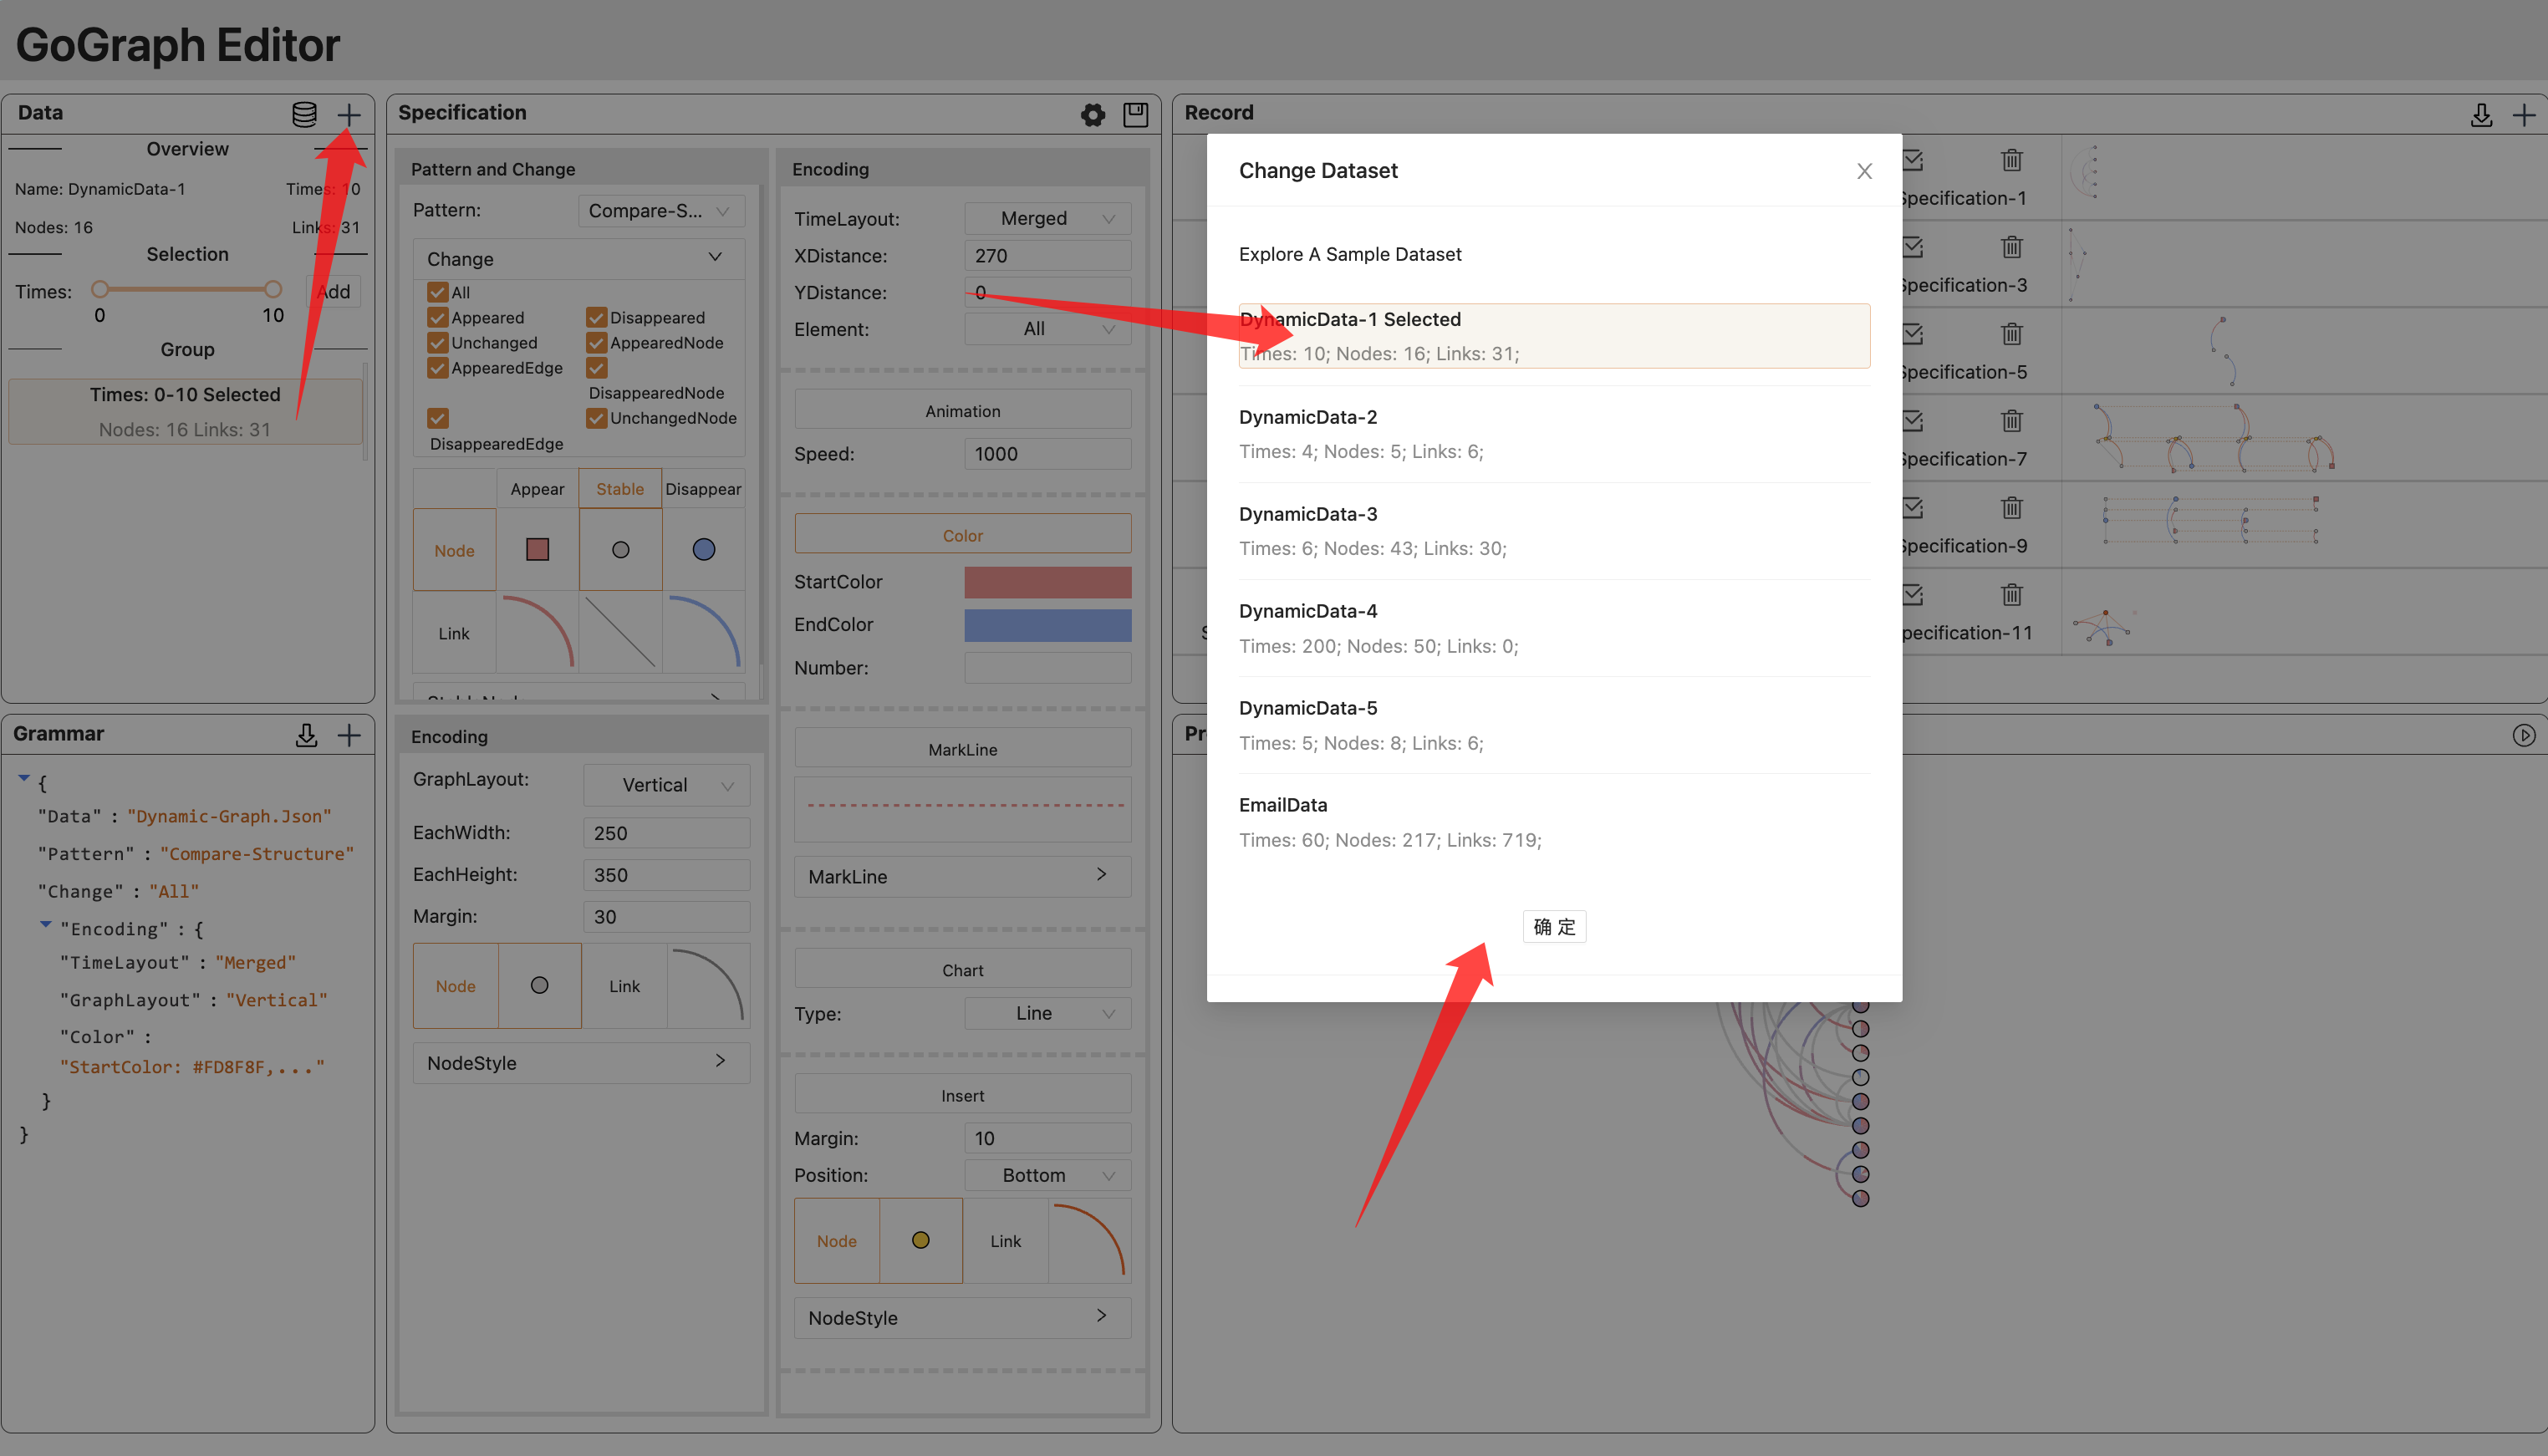 GoGraph Editor
Data
Overview
Name: DynamicData-1
Times: 10
Nodes: 16
Links: 31
Selection
Times:
0
10
Add
Group
Times: 0-10 Selected
Nodes: 16 Links: 31
Grammar
{
"Data" : "Dynamic-Graph.Json"
"Pattern" : "Compare-Structure"
"Change" : "All"
"Encoding" : {
"TimeLayout" : "Merged"
"GraphLayout" : "Vertical"
"Color" :
"StartColor: #FD8F8F,..."
}
}
Specification
Pattern and Change
Pattern:
Compare-S...
Change
All
Appeared
Disappeared
Unchanged
AppearedNode
AppearedEdge
DisappearedNode
UnchangedNode
DisappearedEdge
Appear
Stable
Disappear
Node
Link
Encoding
GraphLayout:
Vertical
EachWidth:
250
EachHeight:
350
Margin:
30
Node
Link
NodeStyle
Encoding
TimeLayout:
Merged
XDistance:
270
YDistance:
0
Element:
All
Animation
Speed:
1000
Color
StartColor
EndColor
Number:
MarkLine
MarkLine
Chart
Type:
Line
Insert
Margin:
10
Position:
Bottom
Node
Link
NodeStyle
Record
Specification-1
Specification-3
Specification-5
Specification-7
Specification-9
pecification-11
Change Dataset
Explore A Sample Dataset
DynamicData-1 Selected
Times: 10; Nodes: 16; Links: 31;
DynamicData-2
Times: 4; Nodes: 5; Links: 6;
DynamicData-3
Times: 6; Nodes: 43; Links: 30;
DynamicData-4
Times: 200; Nodes: 50; Links: 0;
DynamicData-5
Times: 5; Nodes: 8; Links: 6;
EmailData
Times: 60; Nodes: 217; Links: 719;
确 定